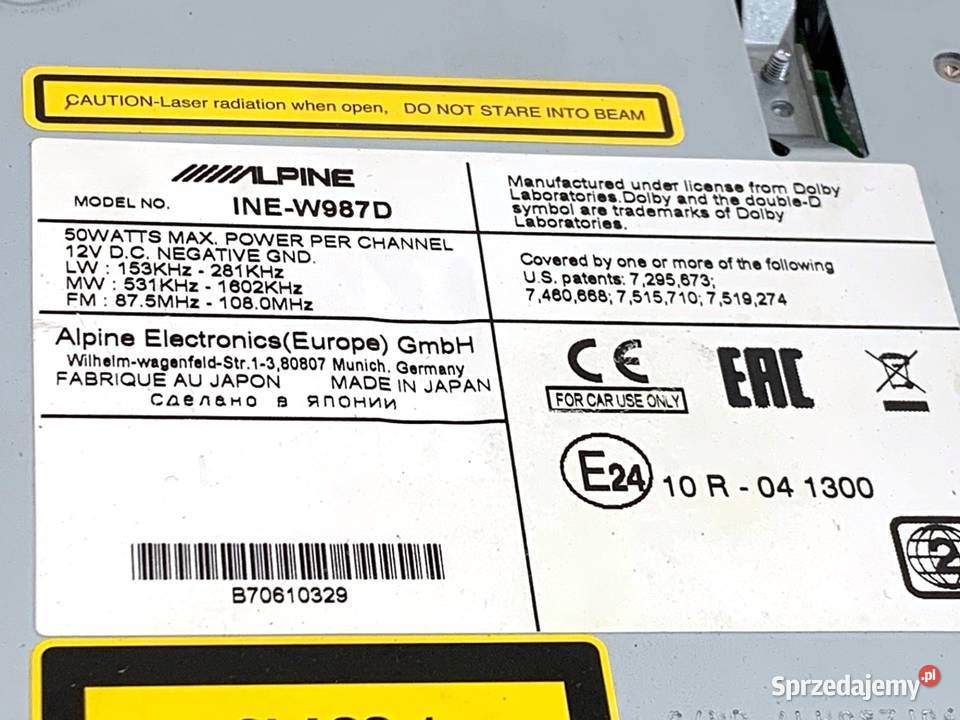 CAUTION-Laser radiation when open, DO NOT STARE INTO BEAM
ALPINE
MODEL NO. INE-W987D
50WATTS MAX. POWER PER CHANNEL
12V D.C. NEGATIVE GND.
LW : 153KHz - 281KHz
MW : 531KHz - 1602KHz
FM : 87.5MHz - 108.0MHz
Alpine Electronics(Europe) GmbH
Wilhelm-wagenfeld-Str.1-3,80807 Munich. Germany
FABRIQUE AU JAPON MADE IN JAPAN
Сделано в Японии
B70610329
Manufactured under license from Dolby
Laboratories.Dolby and the double-D
symbol are trademarks of Dolby
Laboratories.
Covered by one or more of the following
U.S. patents: 7,295,673;
7,460,668; 7,515,710; 7,519,274
CE
EAC
FOR CAR USE ONLY
E24 10 R - 04 1300
2
Sprzedajemy.pl